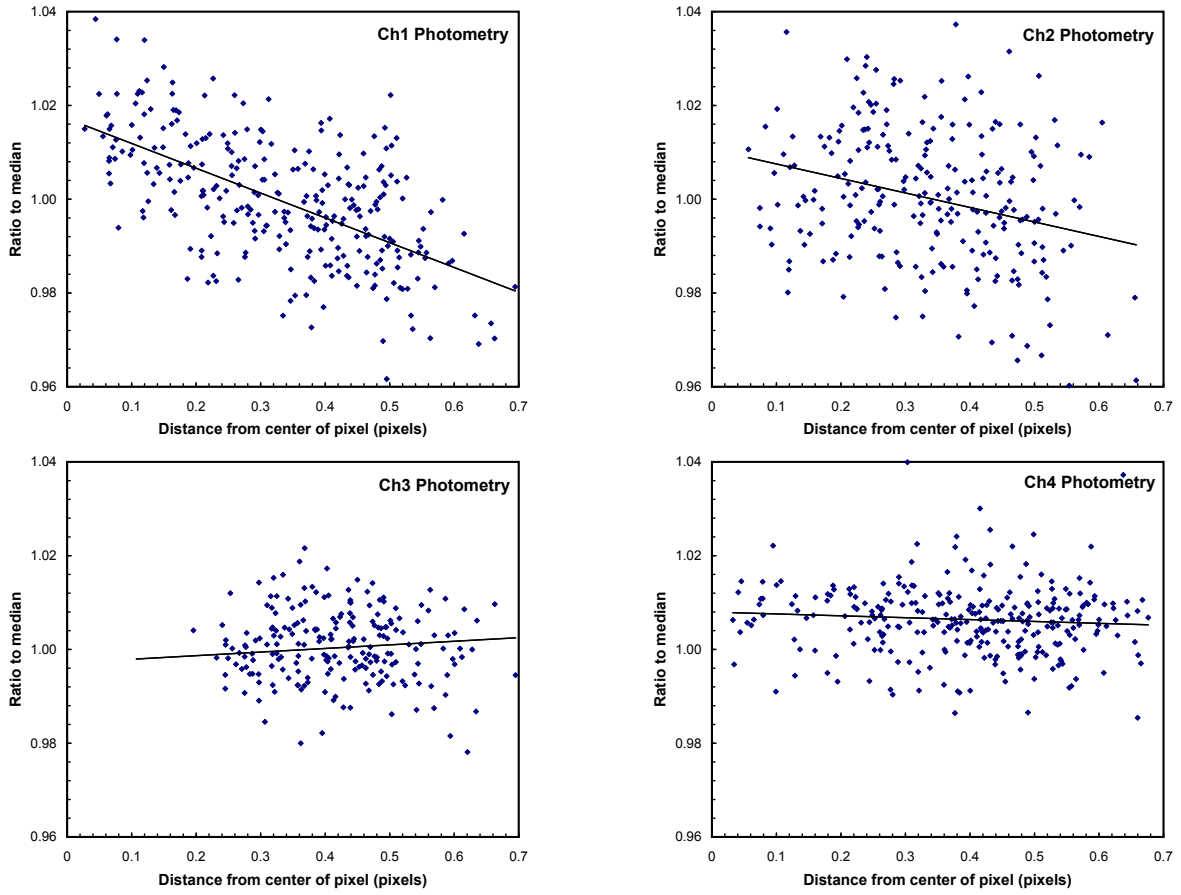 Ch1 Photometry
Ratio to median
1.04
1.02
1.00
0.98
0.96
0 0.1 0.2 0.3 0.4 0.5 0.6 0.7
Distance from center of pixel (pixels)
Ch2 Photometry
Ratio to median
1.04
1.02
1.00
0.98
0.96
0 0.1 0.2 0.3 0.4 0.5 0.6 0.7
Distance from center of pixel (pixels)
Ch3 Photometry
Ratio to median
1.04
1.02
1.00
0.98
0.96
0 0.1 0.2 0.3 0.4 0.5 0.6 0.7
Distance from center of pixel (pixels)
Ch4 Photometry
Ratio to median
1.04
1.02
1.00
0.98
0.96
0 0.1 0.2 0.3 0.4 0.5 0.6 0.7
Distance from center of pixel (pixels)